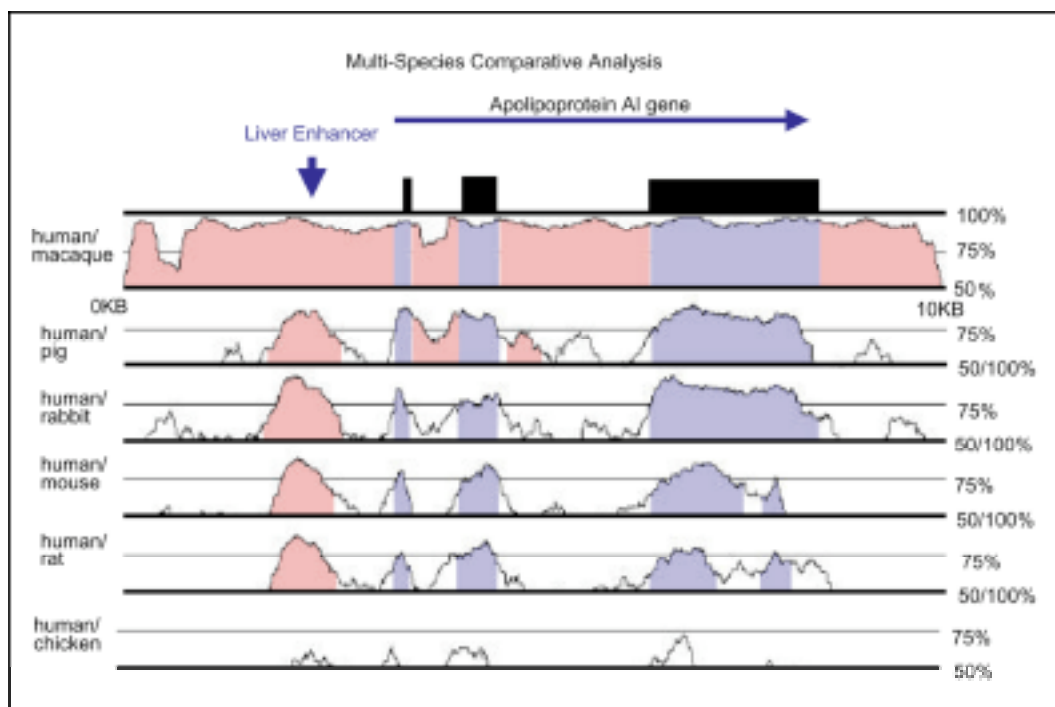 Multi-Species Comparative Analysis
Apolipoprotein AI gene
Liver Enhancer
100%
human/
macaque
75%
50%
0KB
10KB
human/
pig
75%
50/100%
human/
rabbit
75%
50/100%
human/
mouse
75%
50/100%
human/
rat
75%
50/100%
human/
chicken
75%
50%